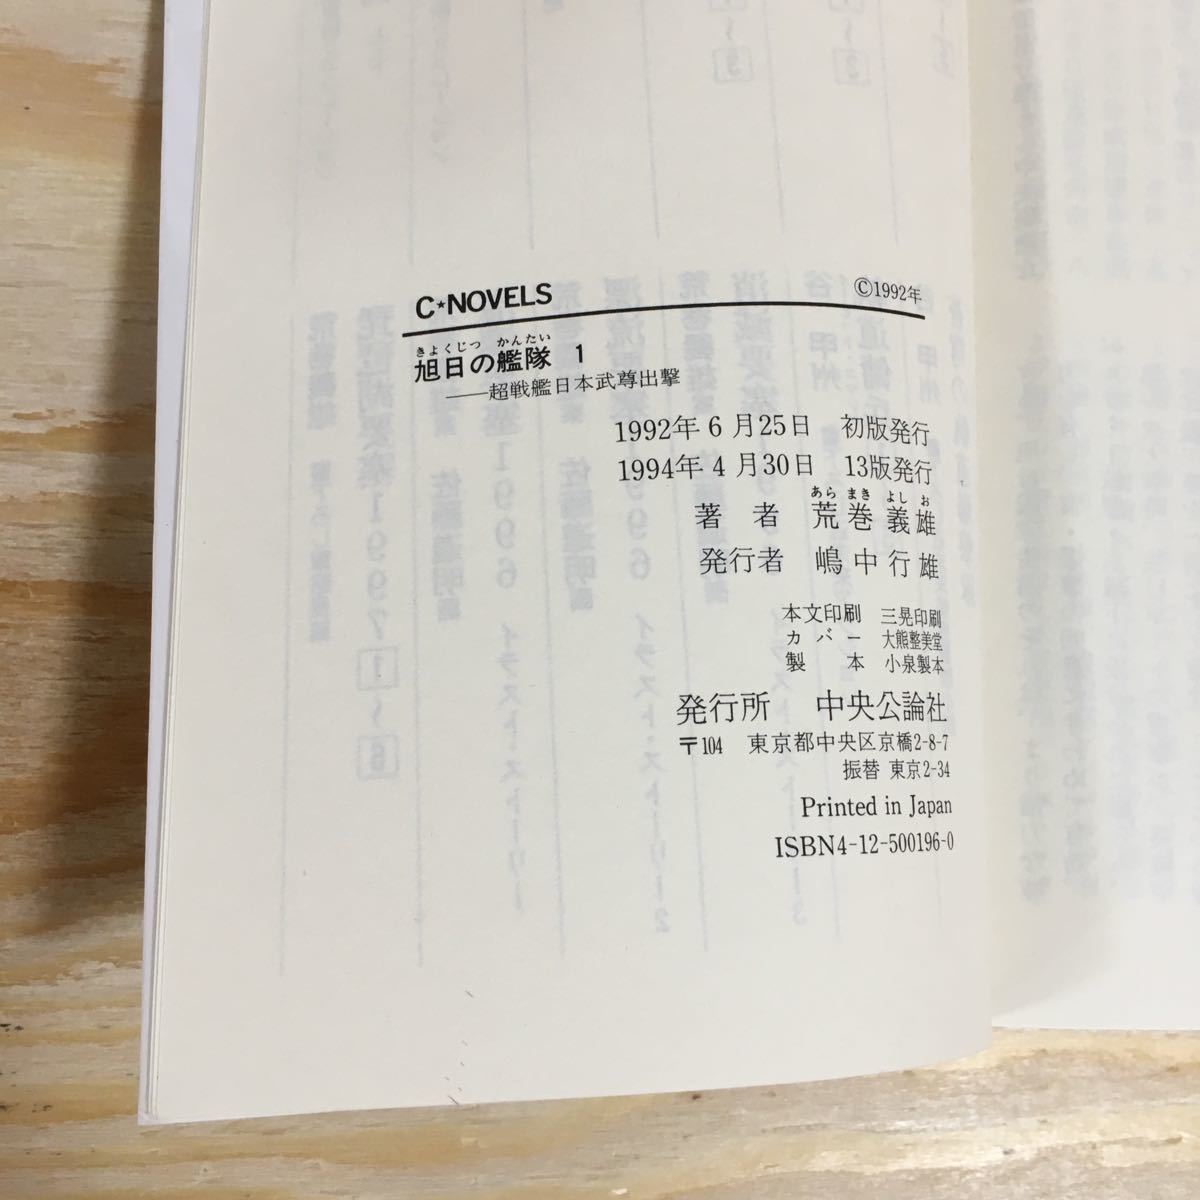 C★NOVELS ©1992年
きよくじつ かんたい
旭日の艦隊 1
――超戦艦日本武尊出撃
1992年6月25日 初版発行
1994年4月30日 13版発行
あら まき よし お
著者 荒巻義雄
発行者 嶋中行雄
本文印刷 三晃印刷
カバー 大熊整美堂
製本 小泉製本
発行所 中央公論社
〒104 東京都中央区京橋2-8-7
振替 東京2-34
Printed in Japan
ISBN4-12-500196-0